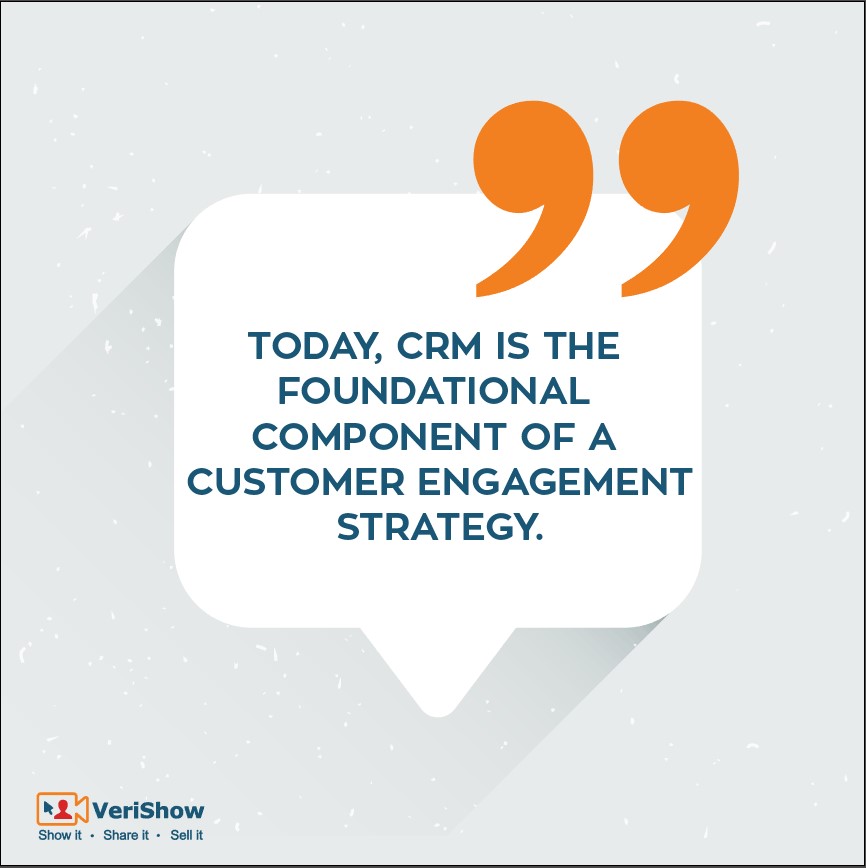 TODAY, CRM IS THE
FOUNDATIONAL
COMPONENT OF A
CUSTOMER ENGAGEMENT
STRATEGY.
VeriShow
Show it • Share it • Sell it